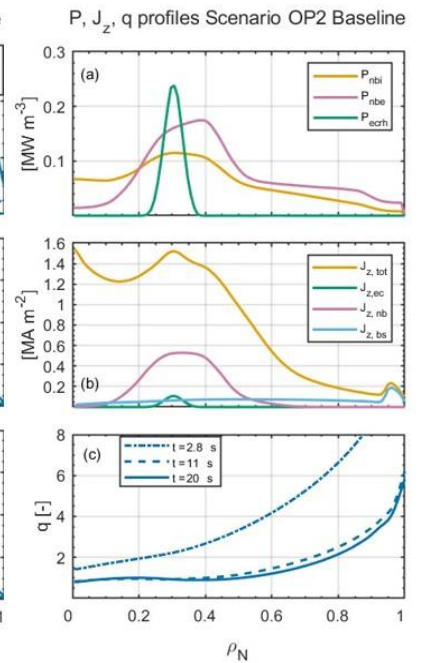 P, J_z, q profiles Scenario OP2 Baseline
0.3
0.2
0.1
[MW m⁻³]
(a)
P_nbi
P_nbe
P_ecrh
1.6
1.4
1.2
1
0.8
0.6
0.4
0.2
[MA m⁻²]
(b)
J_z, tot
J_z,ec
J_z, nb
J_z, bs
8
6
4
2
q [-]
(c)
t=2.8 s
t=11 s
t=20 s
0 0.2 0.4 0.6 0.8 1
ρ_N
1